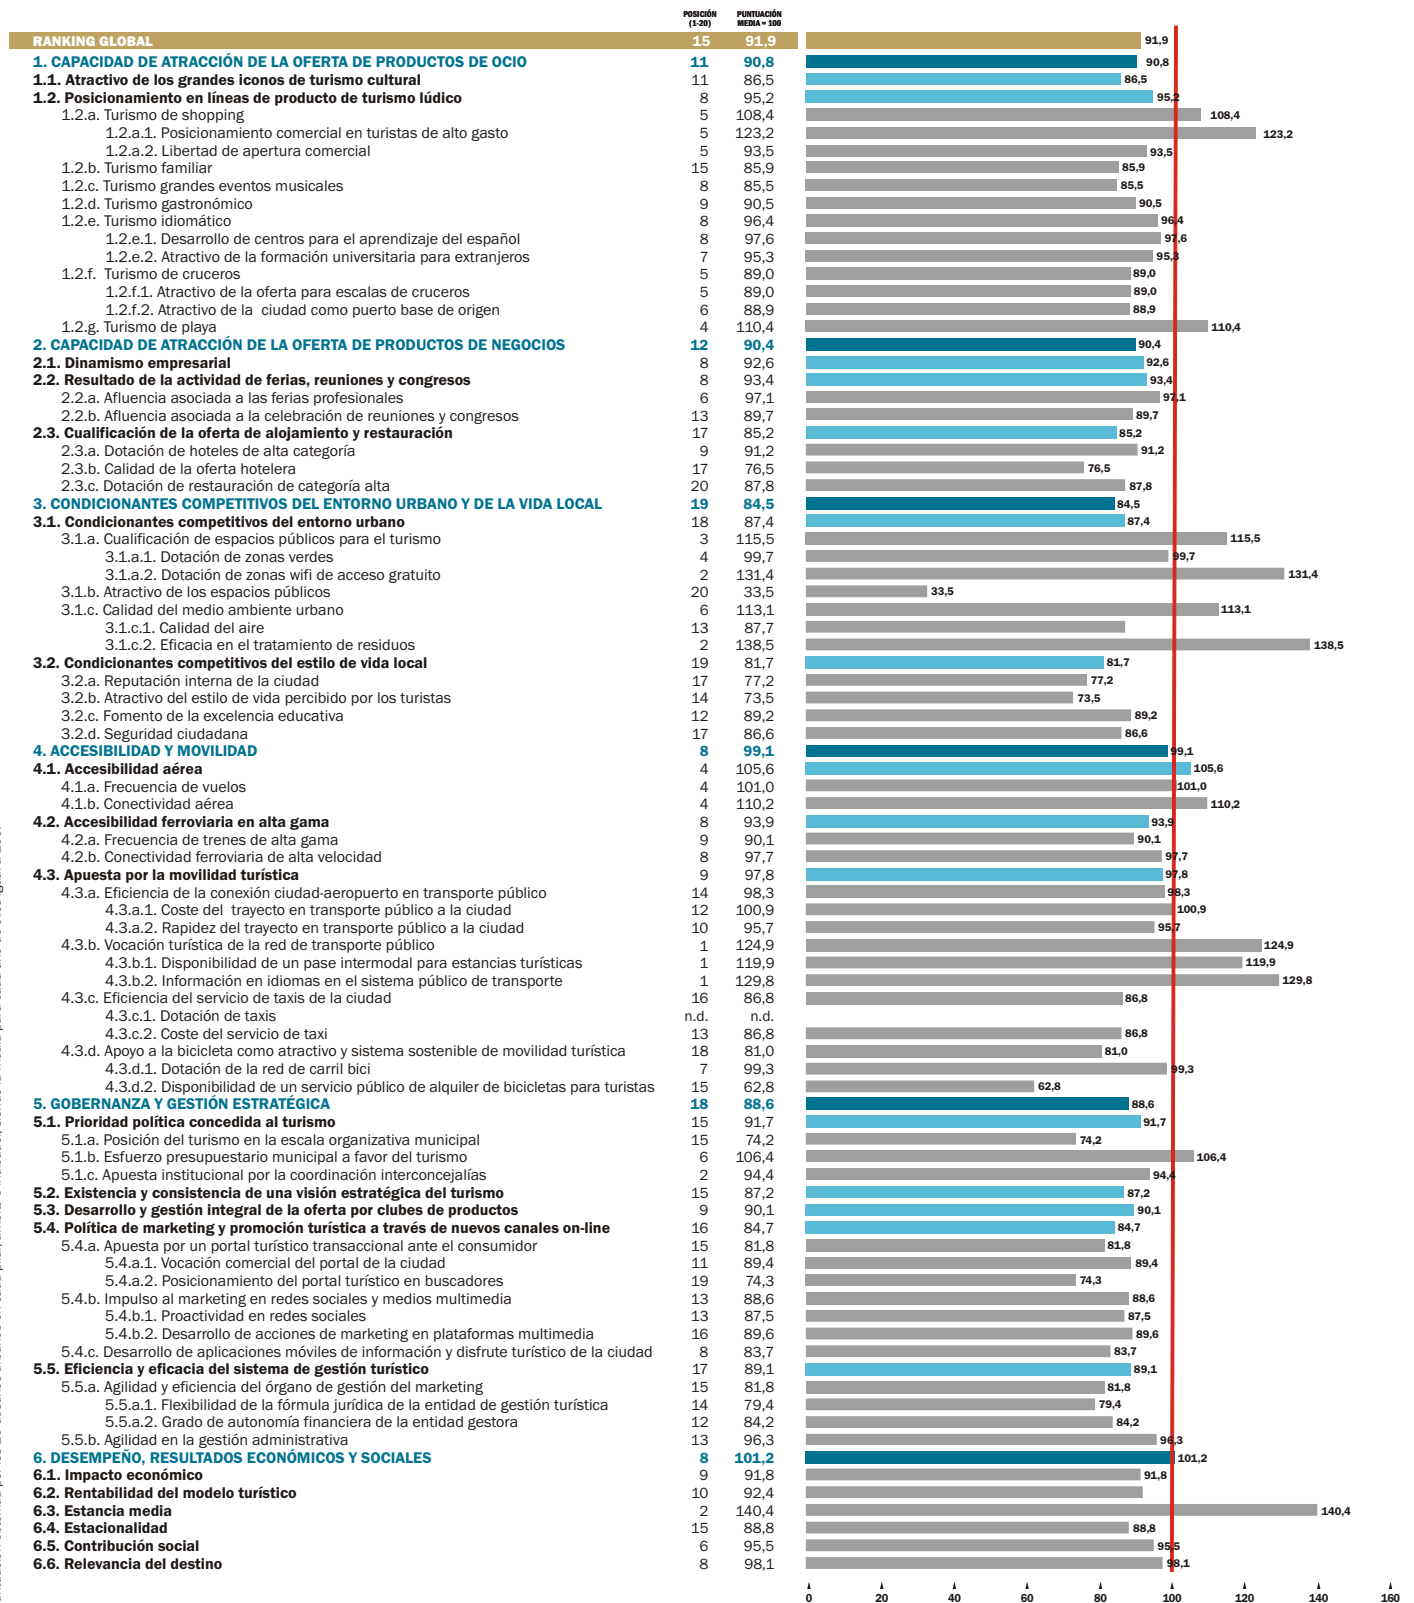 POSICIÓN PUNTUACIÓN
(1-20) MEDIA = 100
RANKING GLOBAL 15 91,9 91,9
1. CAPACIDAD DE ATRACCIÓN DE LA OFERTA DE PRODUCTOS DE OCIO 11 90,8 90,8
1.1. Atractivo de los grandes iconos de turismo cultural 11 86,5 86,5
1.2. Posicionamiento en líneas de producto de turismo lúdico 8 95,2 95,2
1.2.a. Turismo de shopping 5 108,4 108,4
1.2.a.1. Posicionamiento comercial en turistas de alto gasto 5 123,2 123,2
1.2.a.2. Libertad de apertura comercial 5 93,5 93,5
1.2.b. Turismo familiar 15 85,9 85,9
1.2.c. Turismo grandes eventos musicales 8 85,5 85,5
1.2.d. Turismo gastronómico 9 90,5 90,5
1.2.e. Turismo idiomático 8 96,4 96,4
1.2.e.1. Desarrollo de centros para el aprendizaje del español 8 97,6 97,6
1.2.e.2. Atractivo de la formación universitaria para extranjeros 7 95,3 95,3
1.2.f. Turismo de cruceros 5 89,0 89,0
1.2.f.1. Atractivo de la oferta para escalas de cruceros 5 89,0 89,0
1.2.f.2. Atractivo de la ciudad como puerto base de origen 6 88,9 88,9
1.2.g. Turismo de playa 4 110,4 110,4
2. CAPACIDAD DE ATRACCIÓN DE LA OFERTA DE PRODUCTOS DE NEGOCIOS 12 90,4 90,4
2.1. Dinamismo empresarial 8 92,6 92,6
2.2. Resultado de la actividad de ferias, reuniones y congresos 8 93,4 93,4
2.2.a. Afluencia asociada a las ferias profesionales 6 97,1 97,1
2.2.b. Afluencia asociada a la celebración de reuniones y congresos 13 89,7 89,7
2.3. Cualificación de la oferta de alojamiento y restauración 17 85,2 85,2
2.3.a. Dotación de hoteles de alta categoría 9 91,2 91,2
2.3.b. Calidad de la oferta hotelera 17 76,5 76,5
2.3.c. Dotación de restauración de categoría alta 20 87,8 87,8
3. CONDICIONANTES COMPETITIVOS DEL ENTORNO URBANO Y DE LA VIDA LOCAL 19 84,5 84,5
3.1. Condicionantes competitivos del entorno urbano 18 87,4 87,4
3.1.a. Cualificación de espacios públicos para el turismo 3 115,5 115,5
3.1.a.1. Dotación de zonas verdes 4 99,7 99,7
3.1.a.2. Dotación de zonas wifi de acceso gratuito 2 131,4 131,4
3.1.b. Atractivo de los espacios públicos 20 33,5 33,5
3.1.c. Calidad del medio ambiente urbano 6 113,1 113,1
3.1.c.1. Calidad del aire 13 87,7
3.1.c.2. Eficacia en el tratamiento de residuos 2 138,5 138,5
3.2. Condicionantes competitivos del estilo de vida local 19 81,7 81,7
3.2.a. Reputación interna de la ciudad 17 77,2 77,2
3.2.b. Atractivo del estilo de vida percibido por los turistas 14 73,5 73,5
3.2.c. Fomento de la excelencia educativa 12 89,2 89,2
3.2.d. Seguridad ciudadana 17 86,6 86,6
4. ACCESIBILIDAD Y MOVILIDAD 8 99,1 99,1
4.1. Accesibilidad aérea 4 105,6 105,6
4.1.a. Frecuencia de vuelos 4 101,0 101,0
4.1.b. Conectividad aérea 4 110,2 110,2
4.2. Accesibilidad ferroviaria en alta gama 8 93,9 93,9
4.2.a. Frecuencia de trenes de alta gama 9 90,1 90,1
4.2.b. Conectividad ferroviaria de alta velocidad 8 97,7 97,7
4.3. Apuesta por la movilidad turística 9 97,8 97,8
4.3.a. Eficiencia de la conexión ciudad-aeropuerto en transporte público 14 98,3 98,3
4.3.a.1. Coste del trayecto en transporte público a la ciudad 12 100,9 100,9
4.3.a.2. Rapidez del trayecto en transporte público a la ciudad 10 95,7 95,7
4.3.b. Vocación turística de la red de transporte público 1 124,9 124,9
4.3.b.1. Disponibilidad de un pase intermodal para estancias turísticas 1 119,9 119,9
4.3.b.2. Información en idiomas en el sistema público de transporte 1 129,8 129,8
4.3.c. Eficiencia del servicio de taxis de la ciudad 16 86,8 86,8
4.3.c.1. Dotación de taxis n.d. n.d.
4.3.c.2. Coste del servicio de taxi 13 86,8 86,8
4.3.d. Apoyo a la bicicleta como atractivo y sistema sostenible de movilidad turística 18 81,0 81,0
4.3.d.1. Dotación de la red de carril bici 7 99,3 99,3
4.3.d.2. Disponibilidad de un servicio público de alquiler de bicicletas para turistas 15 62,8 62,8
5. GOBERNANZA Y GESTIÓN ESTRATÉGICA 18 88,6 88,6
5.1. Prioridad política concedida al turismo 15 91,7 91,7
5.1.a. Posición del turismo en la escala organizativa municipal 15 74,2 74,2
5.1.b. Esfuerzo presupuestario municipal a favor del turismo 6 106,4 106,4
5.1.c. Apuesta institucional por la coordinación interconcejalías 2 94,4 94,4
5.2. Existencia y consistencia de una visión estratégica del turismo 15 87,2 87,2
5.3. Desarrollo y gestión integral de la oferta por clubes de productos 9 90,1 90,1
5.4. Política de marketing y promoción turística a través de nuevos canales on-line 16 84,7 84,7
5.4.a. Apuesta por un portal turístico transaccional ante el consumidor 15 81,8 81,8
5.4.a.1. Vocación comercial del portal de la ciudad 11 89,4 89,4
5.4.a.2. Posicionamiento del portal turístico en buscadores 19 74,3 74,3
5.4.b. Impulso al marketing en redes sociales y medios multimedia 13 88,6 88,6
5.4.b.1. Proactividad en redes sociales 13 87,5 87,5
5.4.b.2. Desarrollo de acciones de marketing en plataformas multimedia 16 89,6 89,6
5.4.c. Desarrollo de aplicaciones móviles de información y disfrute turístico de la ciudad 8 83,7 83,7
5.5. Eficiencia y eficacia del sistema de gestión turístico 17 89,1 89,1
5.5.a. Agilidad y eficiencia del órgano de gestión del marketing 15 81,8 81,8
5.5.a.1. Flexibilidad de la fórmula jurídica de la entidad de gestión turística 14 79,4 79,4
5.5.a.2. Grado de autonomía financiera de la entidad gestora 12 84,2 84,2
5.5.b. Agilidad en la gestión administrativa 13 96,3 96,3
6. DESEMPEÑO, RESULTADOS ECONÓMICOS Y SOCIALES 8 101,2 101,2
6.1. Impacto económico 9 91,8 91,8
6.2. Rentabilidad del modelo turístico 10 92,4
6.3. Estancia media 2 140,4 140,4
6.4. Estacionalidad 15 88,8 88,8
6.5. Contribución social 6 95,5 95,5
6.6. Relevancia del destino 8 98,1 98,1
0 20 40 60 80 100 120 140 160